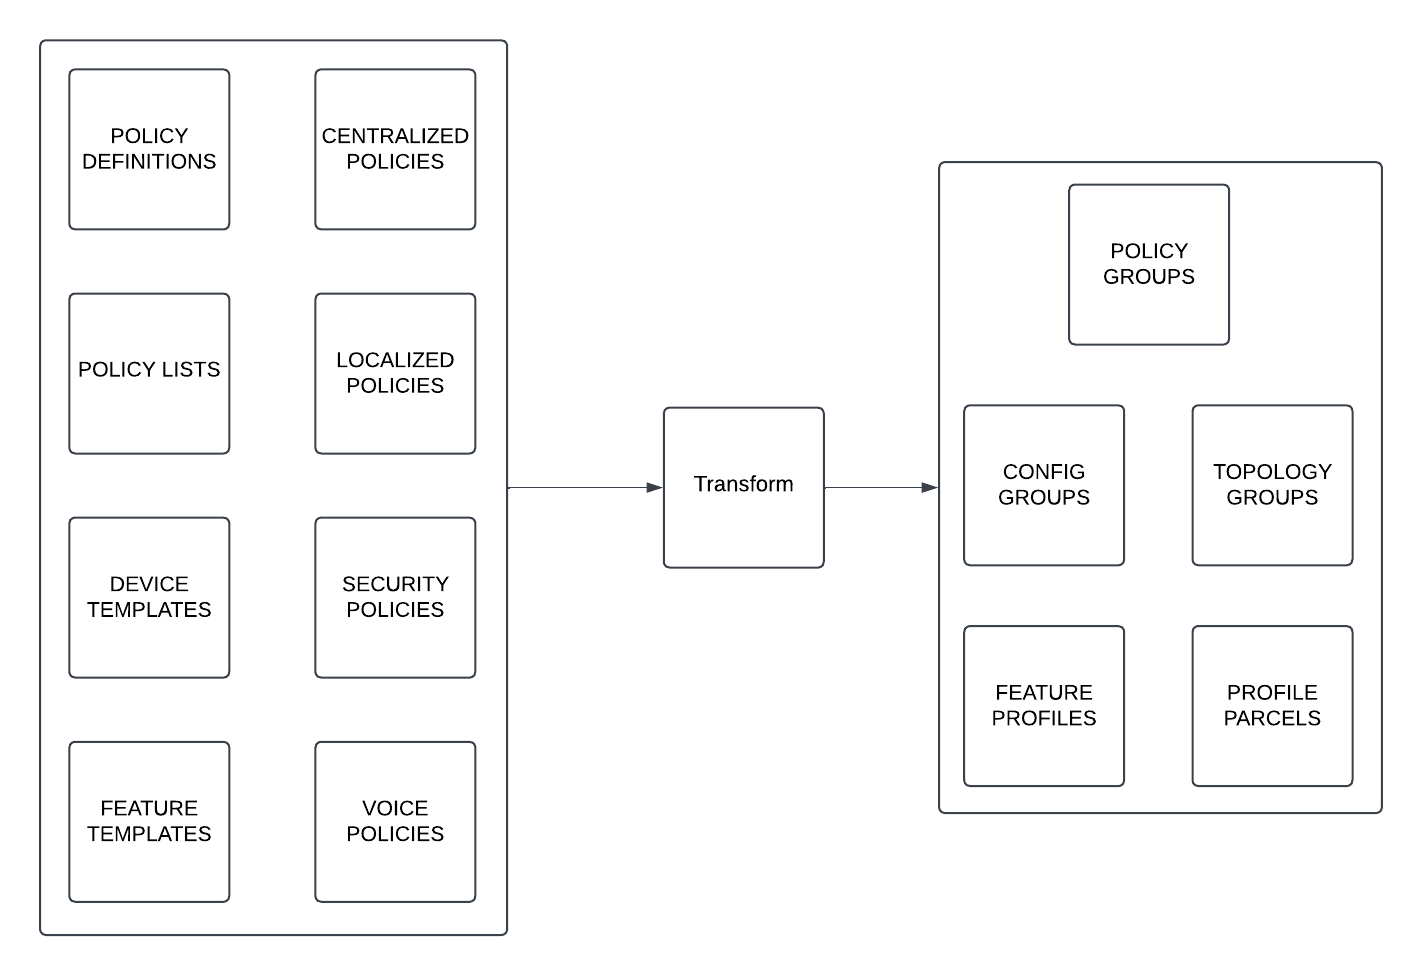 POLICY
DEFINITIONS
CENTRALIZED
POLICIES
POLICY LISTS
LOCALIZED
POLICIES
DEVICE
TEMPLATES
SECURITY
POLICIES
FEATURE
TEMPLATES
VOICE
POLICIES
Transform
POLICY
GROUPS
CONFIG
GROUPS
TOPOLOGY
GROUPS
FEATURE
PROFILES
PROFILE
PARCELS